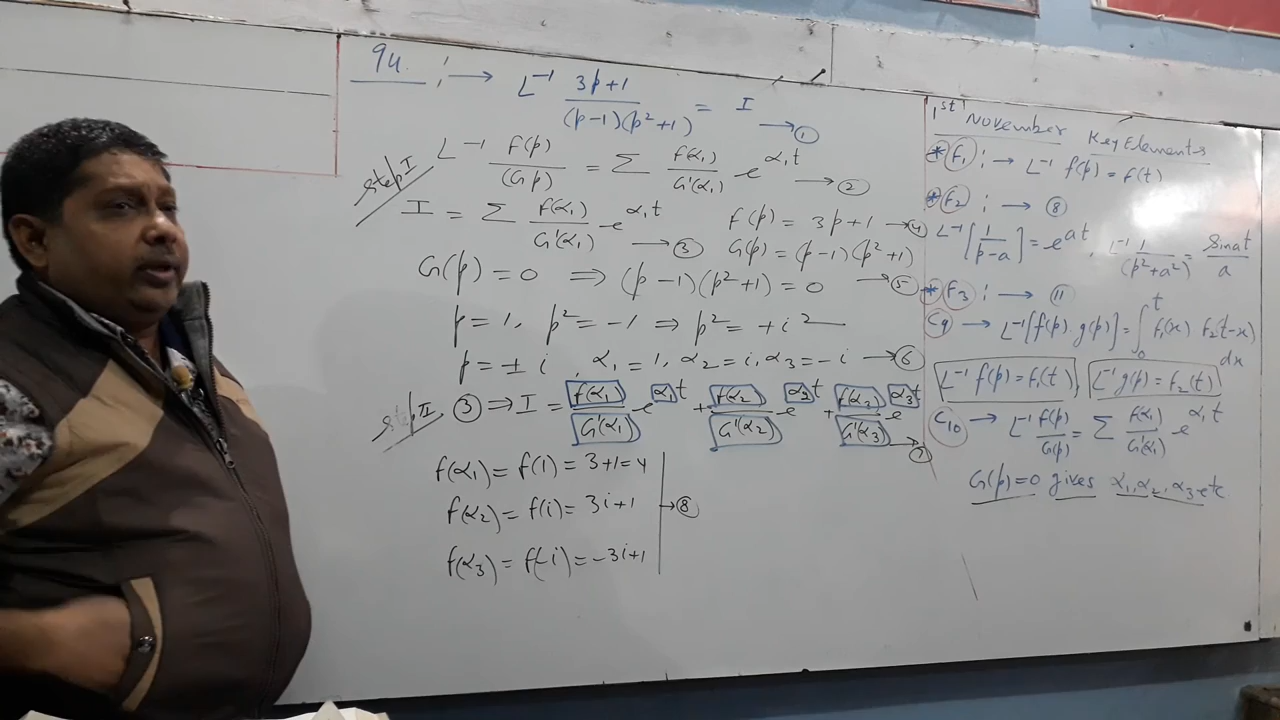 94. : → L⁻¹ (3p+1)/((p-1)(p²+1)) = I → ①
Step I
L⁻¹ f(p)/(Gp) = Σ f(α₁)/G'(α₁) e^α₁t → ②
I = Σ f(α₁)/G'(α₁) e^α₁t → ③
f(p) = 3p+1 → ④
G(p) = (p-1)(p²+1)
G(p) = 0 ⇒ (p-1)(p²+1) = 0 → ⑤
p = 1, p² = -1 ⇒ p² = +i²
p = ± i, α₁ = 1, α₂ = i, α₃ = -i → ⑥
Step II
③ ⇒ I = f(α₁)/G'(α₁) e^α₁t + f(α₂)/G'(α₂) e^α₂t + f(α₃)/G'(α₃) e^α₃t → ⑦
f(α₁) = f(1) = 3+1 = 4
f(α₂) = f(i) = 3i+1 → ⑧
f(α₃) = f(-i) = -3i+1
1st November Key Elements
* F₁ : → L⁻¹ f(p) = f(t)
* F₂ : → ⑧
L⁻¹[1/(p-a)] = e^at, L⁻¹ 1/(p²+a²) = sinat/a
* F₃ : → ⑪
C9 → L⁻¹[f(p).g(p)] = ∫₀ᵗ F₁(x) F₂(t-x) dx
L⁻¹ f(p) = F₁(t), L⁻¹ g(p) = F₂(t)
C10 → L⁻¹ f(p)/G(p) = Σ f(α₁)/G'(α₁) e^α₁t
G(p)=0 gives α₁, α₂, α₃ etc.